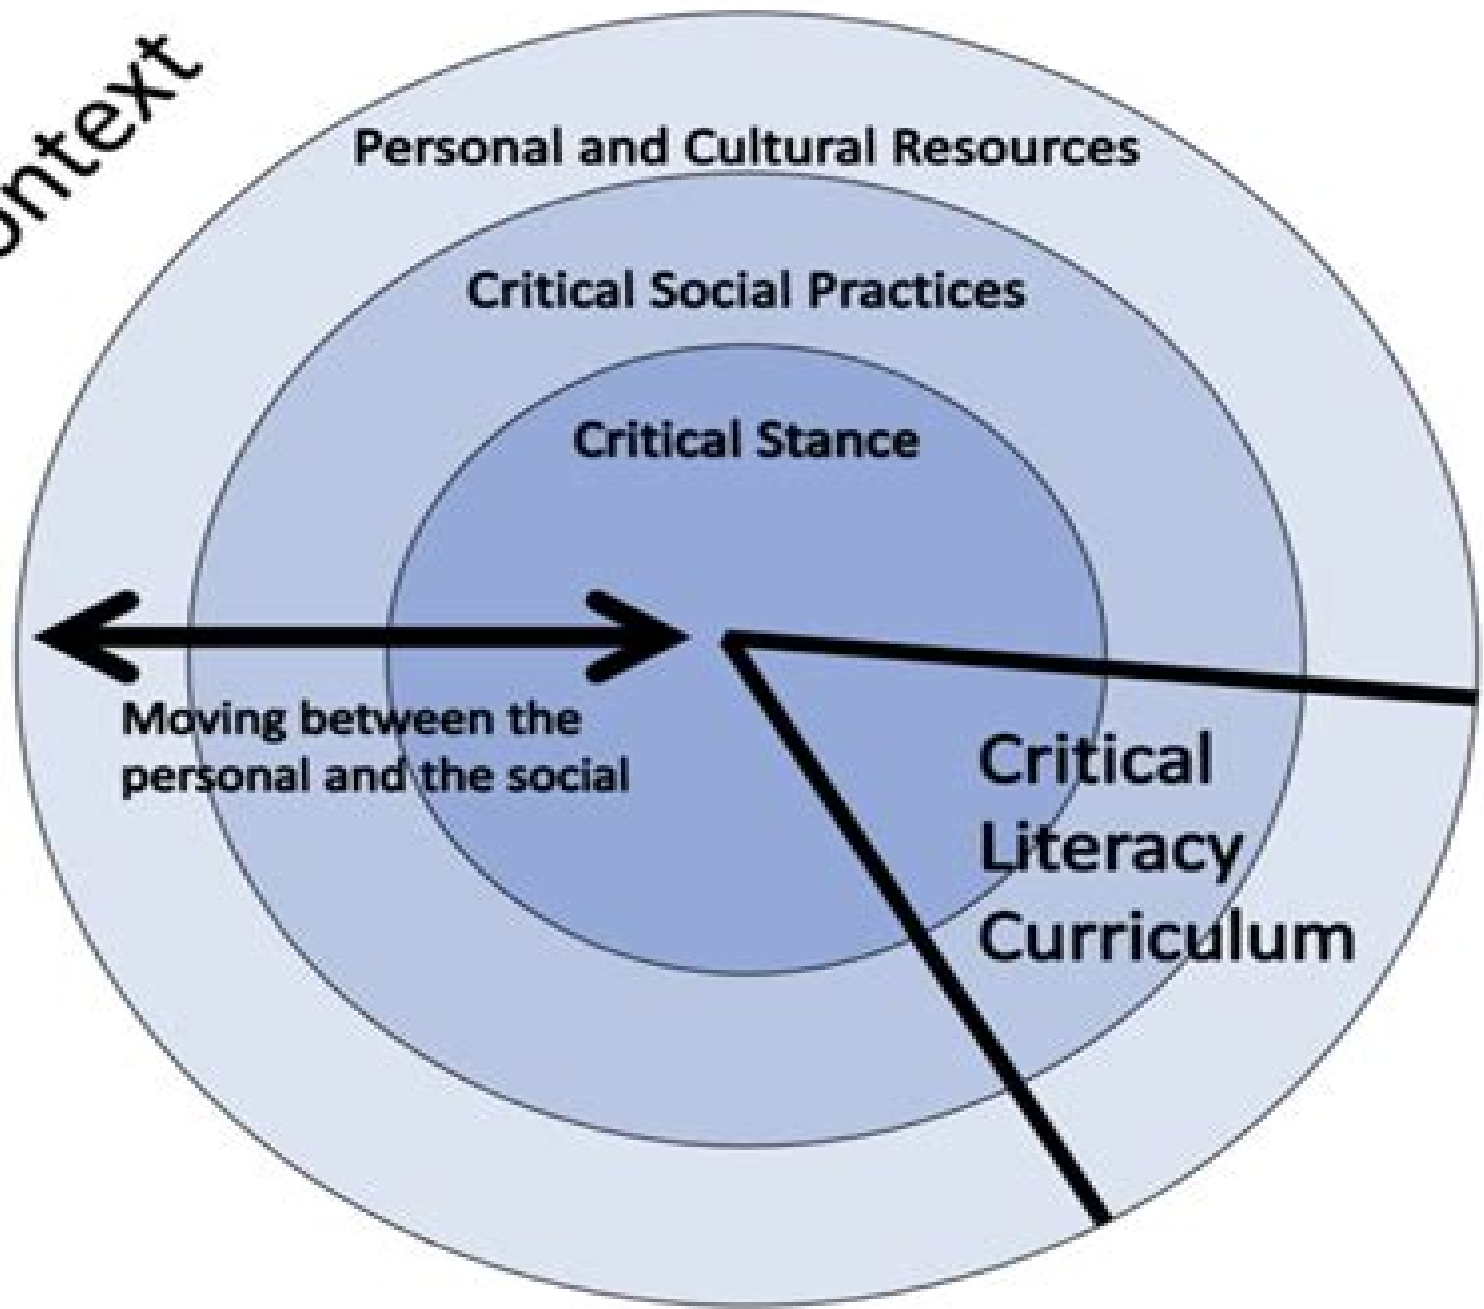 ontext
Personal and Cultural Resources
Critical Social Practices
Critical Stance
Moving between the
personal and the social
Critical
Literacy
Curriculum